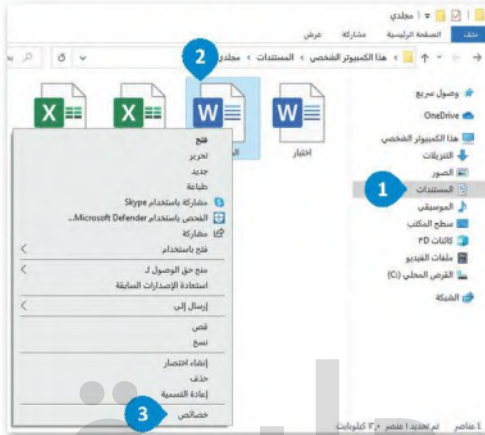 مجلدي
ملف
الصفحة الرئيسية
مشاركة
عرض
هذا الكمبيوتر الشخصي > المستندات > مجلدي
2
وصول سريع
OneDrive
هذا الكمبيوتر الشخصي
التنزيلات
الصور
المستندات
1
الموسيقى
سطح المكتب
كائنات ٣D
ملفات الفيديو
القرص المحلي (C:)
الشبكة
اختبار
فتح
تحرير
جديد
طباعة
مشاركة باستخدام Skype
الفحص باستخدام Microsoft Defender...
مشاركة
فتح باستخدام
منح حق الوصول لـ
استعادة الإصدارات السابقة
إرسال إلى
قص
نسخ
إنشاء اختصار
حذف
إعادة التسمية
3
خصائص
٤ عناصر
تم تحديد ١ عنصر
كيلوبايت